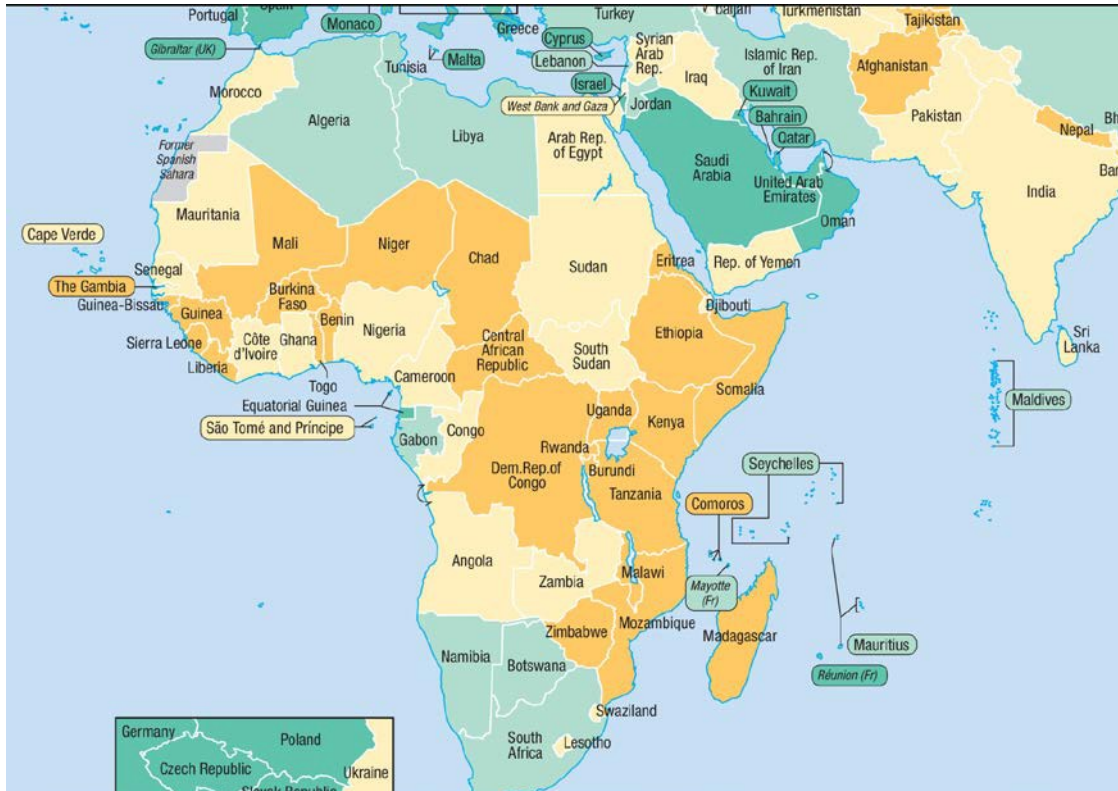 Portugal
Spain
Monaco
Greece
Turkey
Turkmenistan
Tajikistan
Gibraltar (UK)
Tunisia
Malta
Cyprus
Lebanon
Syrian
Arab
Rep.
Islamic Rep.
of Iran
Afghanistan
Israel
Iraq
Morocco
West Bank and Gaza
Jordan
Kuwait
Bahrain
Qatar
Pakistan
Nepal
Algeria
Libya
Arab Rep.
of Egypt
Former
Spanish
Sahara
Saudi
Arabia
United Arab
Emirates
Oman
India
Mauritania
Cape Verde
Mali
Niger
Chad
Sudan
Eritrea
Rep. of Yemen
Senegal
The Gambia
Guinea-Bissau
Guinea
Burkina
Faso
Benin
Nigeria
Djibouti
Ethiopia
Sierra Leone
Liberia
Côte
d'Ivoire
Ghana
Togo
Cameroon
Central
African
Republic
South
Sudan
Somalia
Sri
Lanka
Maldives
Equatorial Guinea
São Tomé and Príncipe
Gabon
Congo
Uganda
Kenya
Rwanda
Burundi
Dem.Rep.of
Congo
Tanzania
Seychelles
Comoros
Angola
Zambia
Malawi
Mayotte
(Fr)
Mozambique
Madagascar
Zimbabwe
Mauritius
Réunion (Fr)
Namibia
Botswana
Swaziland
South
Africa
Lesotho
Germany
Poland
Czech Republic
Ukraine
Slovak Republic